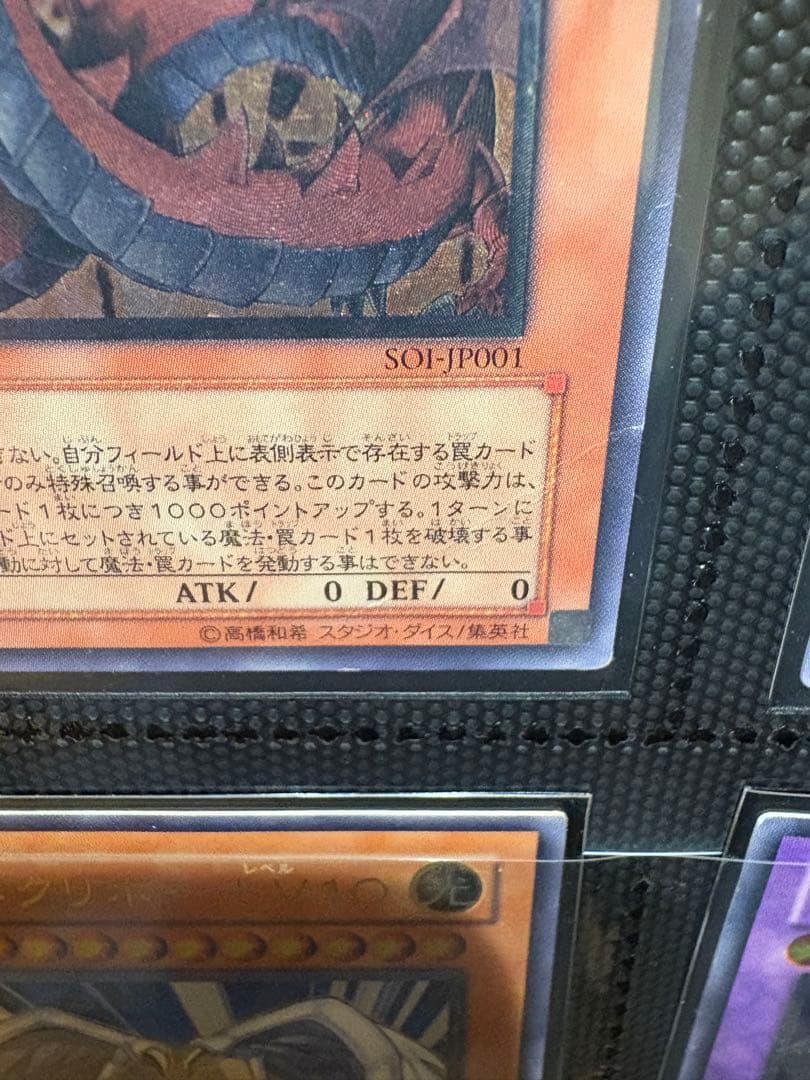 SOI-JP001
ない。自分フィールド上に表側表示で存在する罠カード
のみ特殊召喚する事ができる。このカードの攻撃力は、
ード1枚につき1000ポイントアップする。1ターンに
ド上にセットされている魔法・罠カード1枚を破壊する事
動に対して魔法・罠カードを発動する事はできない。
ATK/ 0 DEF/ 0
©高橋和希 スタジオ・ダイス/集英社
レベル
光